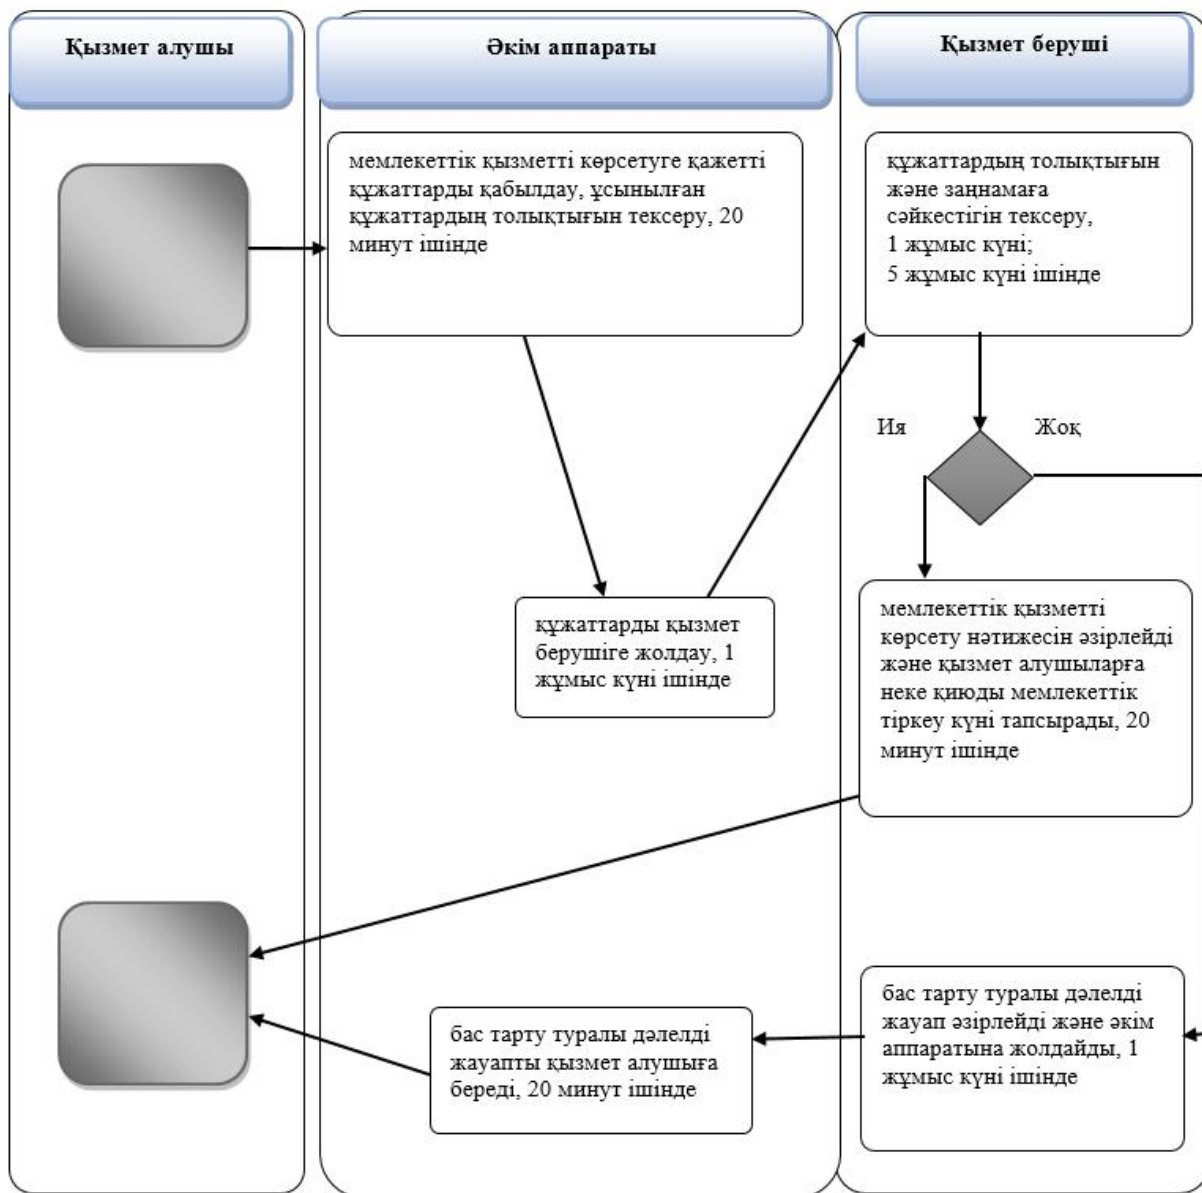 Қызмет алушы
Әкім аппараты
Қызмет беруші
мемлекеттік қызметті көрсетуге қажетті
құжаттарды қабылдау, ұсынылған
құжаттардың толықтығын тексеру, 20
минут ішінде
құжаттардың толықтығын
және заңнамаға
сәйкестігін тексеру,
1 жұмыс күні;
5 жұмыс күні ішінде
Ия
Жоқ
құжаттарды қызмет
берушіге жолдау, 1
жұмыс күні ішінде
мемлекеттік қызметті
көрсету нәтижесін әзірлейді
және қызмет алушыларға
неке қиюды мемлекеттік
тіркеу күні тапсырады, 20
минут ішінде
бас тарту туралы дәлелді
жауап әзірлейді және әкім
аппаратына жолдайды, 1
жұмыс күні ішінде
бас тарту туралы дәлелді
жауапты қызмет алушыға
береді, 20 минут ішінде